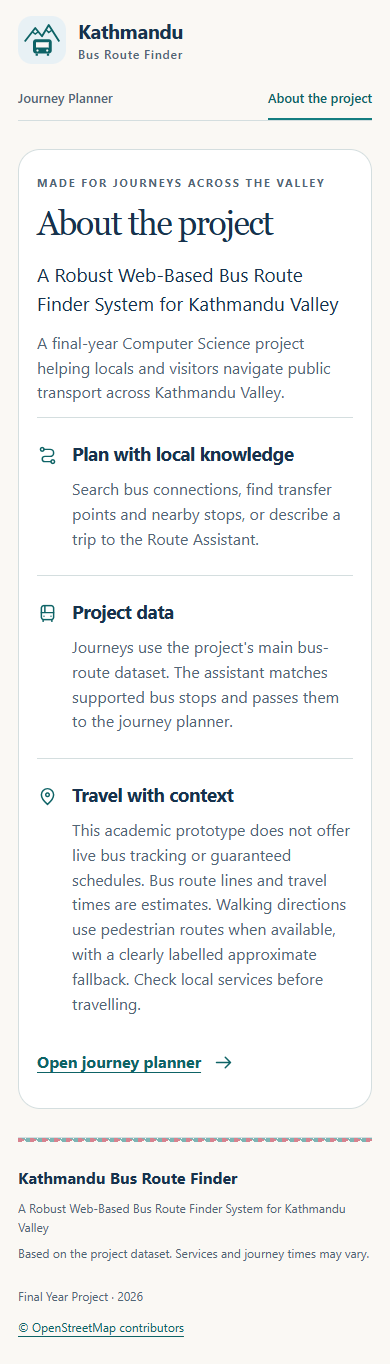 Kathmandu
Bus Route Finder
Journey Planner
About the project
MADE FOR JOURNEYS ACROSS THE VALLEY
About the project
A Robust Web-Based Bus Route
Finder System for Kathmandu Valley
A final-year Computer Science project
helping locals and visitors navigate public
transport across Kathmandu Valley.
Plan with local knowledge
Search bus connections, find transfer
points and nearby stops, or describe a
trip to the Route Assistant.
Project data
Journeys use the project's main bus-
route dataset. The assistant matches
supported bus stops and passes them
to the journey planner.
Travel with context
This academic prototype does not offer
live bus tracking or guaranteed
schedules. Bus route lines and travel
times are estimates. Walking directions
use pedestrian routes when available,
with a clearly labelled approximate
fallback. Check local services before
travelling.
Open journey planner →
Kathmandu Bus Route Finder
A Robust Web-Based Bus Route Finder System for Kathmandu
Valley
Based on the project dataset. Services and journey times may vary.
Final Year Project · 2026
© OpenStreetMap contributors